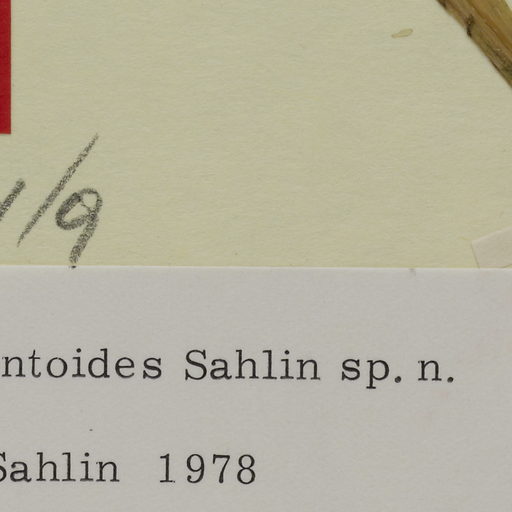 /9
ntoides Sahlin sp. n.
Sahlin 1978